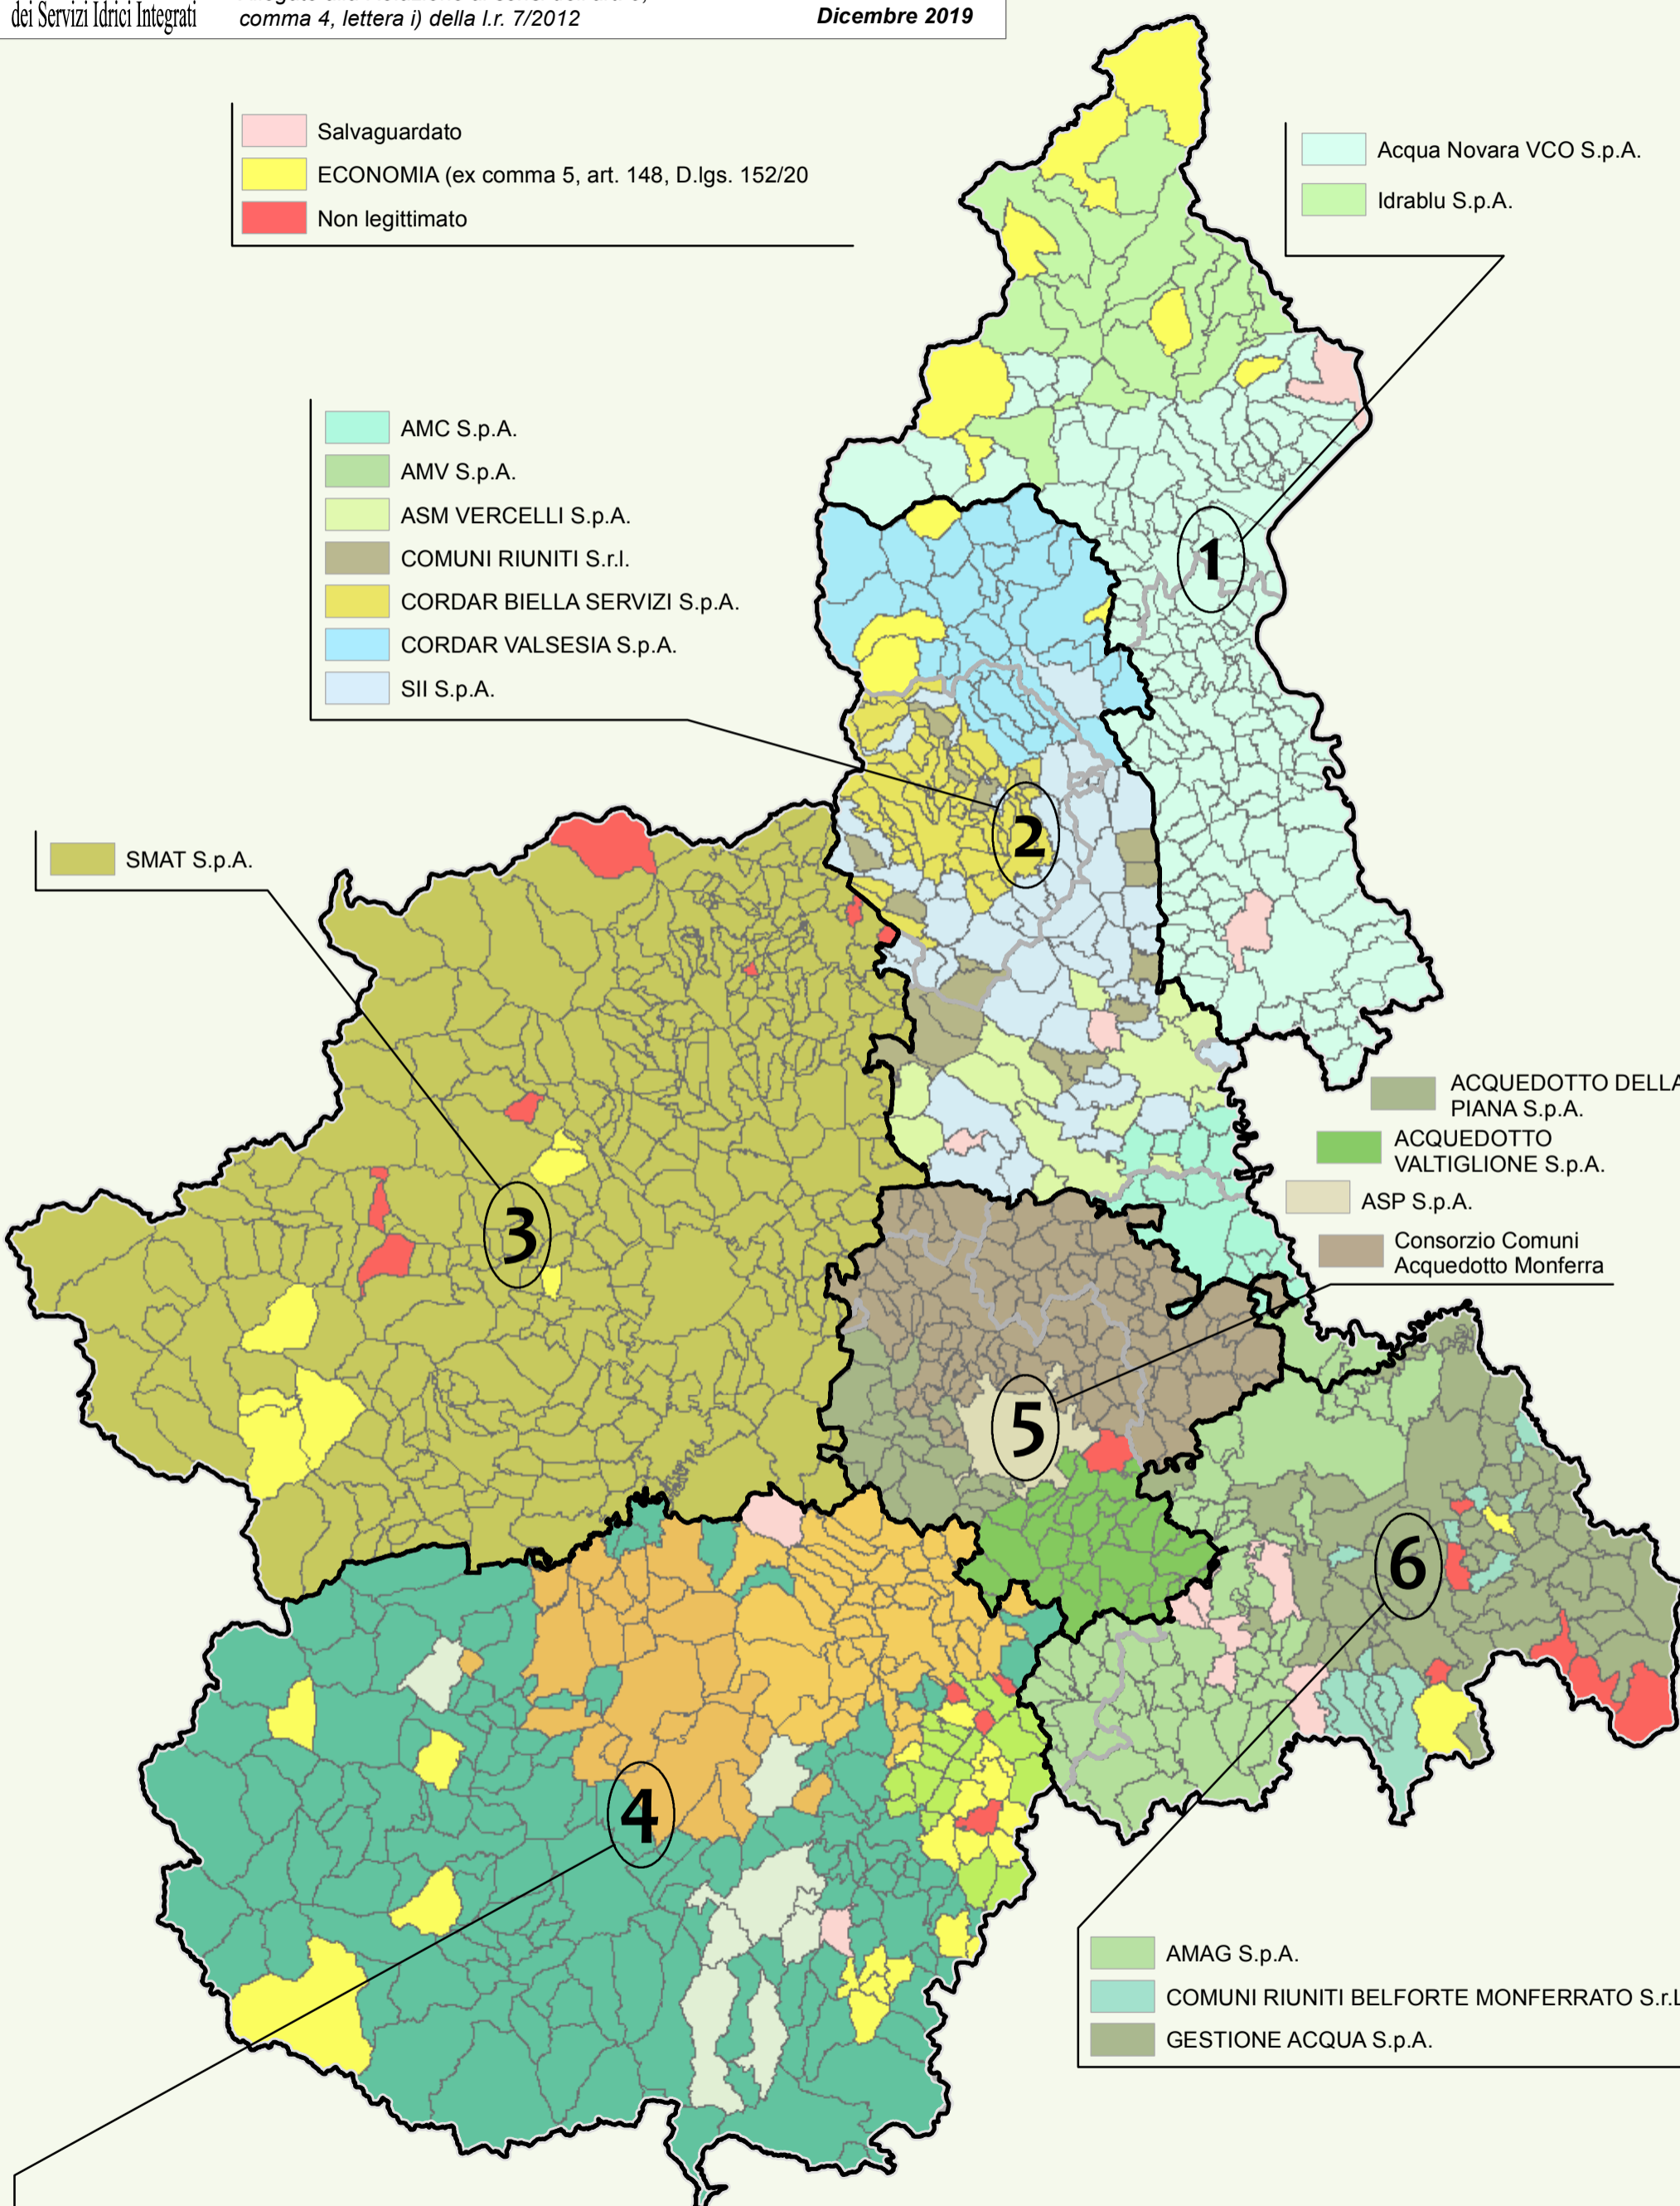 dei Servizi Idrici Integrati
comma 4, lettera i) della l.r. 7/2012
Dicembre 2019
Salvaguardato
ECONOMIA (ex comma 5, art. 148, D.lgs. 152/20
Non legittimato
Acqua Novara VCO S.p.A.
Idrablu S.p.A.
AMC S.p.A.
AMV S.p.A.
ASM VERCELLI S.p.A.
COMUNI RIUNITI S.r.l.
CORDAR BIELLA SERVIZI S.p.A.
CORDAR VALSESIA S.p.A.
SII S.p.A.
1
2
SMAT S.p.A.
3
ACQUEDOTTO DELLA
PIANA S.p.A.
ACQUEDOTTO
VALTIGLIONE S.p.A.
ASP S.p.A.
Consorzio Comuni
Acquedotto Monferra
5
6
4
AMAG S.p.A.
COMUNI RIUNITI BELFORTE MONFERRATO S.r.L
GESTIONE ACQUA S.p.A.